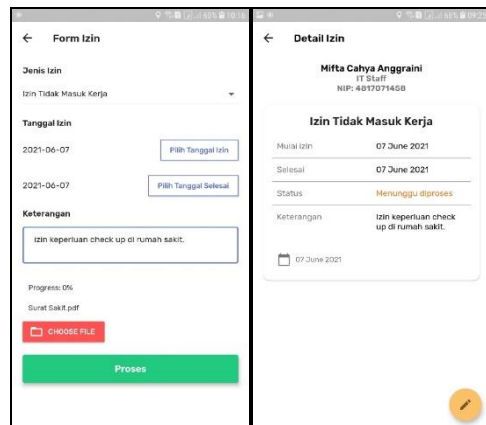 Form Izin
Jenis Izin
Izin Tidak Masuk Kerja
Tanggal Izin
2021-06-07
Pilih Tanggal Izin
2021-06-07
Pilih Tanggal Selesai
Keterangan
Izin keperluan check up di rumah sakit.
Progress: 0%
Surat Sakit.pdf
CHOOSE FILE
Proses
Detail Izin
Mifta Cahya Anggraini
IT Staff
NIP: 4817071458
Izin Tidak Masuk Kerja
Mulai Izin 07 June 2021
Selesai 07 June 2021
Status Menunggu diproses
Keterangan Izin keperluan check
up di rumah sakit.
07 June 2021